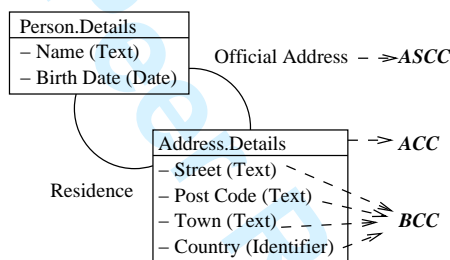 Person.Details
– Name (Text)
– Birth Date (Date)
Official Address
ASCC
Address.Details
ACC
– Street (Text)
– Post Code (Text)
Residence
– Town (Text)
BCC
– Country (Identifier)